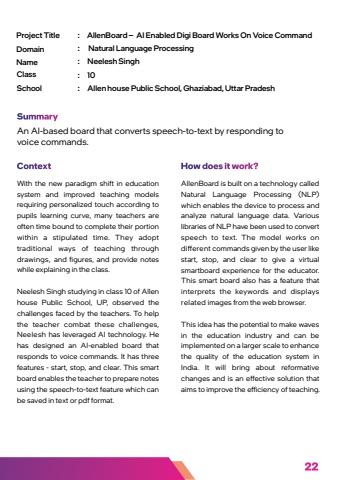 Project Title : AllenBoard – AI Enabled Digi Board Works On Voice Command
Domain : Natural Language Processing
Name : Neelesh Singh
Class : 10
School : Allen house Public School, Ghaziabad, Uttar Pradesh
Summary
An AI-based board that converts speech-to-text by responding to
voice commands.
Context
With the new paradigm shift in education
system and improved teaching models
requiring personalized touch according to
pupils learning curve, many teachers are
often time bound to complete their portion
within a stipulated time. They adopt
traditional ways of teaching through
drawings, and figures, and provide notes
while explaining in the class.
Neelesh Singh studying in class 10 of Allen
house Public School, UP, observed the
challenges faced by the teachers. To help
the teacher combat these challenges,
Neelesh has leveraged AI technology. He
has designed an AI-enabled board that
responds to voice commands. It has three
features - start, stop, and clear. This smart
board enables the teacher to prepare notes
using the speech-to-text feature which can
be saved in text or pdf format.
How does it work?
AllenBoard is built on a technology called
Natural Language Processing (NLP)
which enables the device to process and
analyze natural language data. Various
libraries of NLP have been used to convert
speech to text. The model works on
different commands given by the user like
start, stop, and clear to give a virtual
smartboard experience for the educator.
This smart board also has a feature that
interprets the keywords and displays
related images from the web browser.
This idea has the potential to make waves
in the education industry and can be
implemented on a larger scale to enhance
the quality of the education system in
India. It will bring about reformative
changes and is an effective solution that
aims to improve the efficiency of teaching.
22